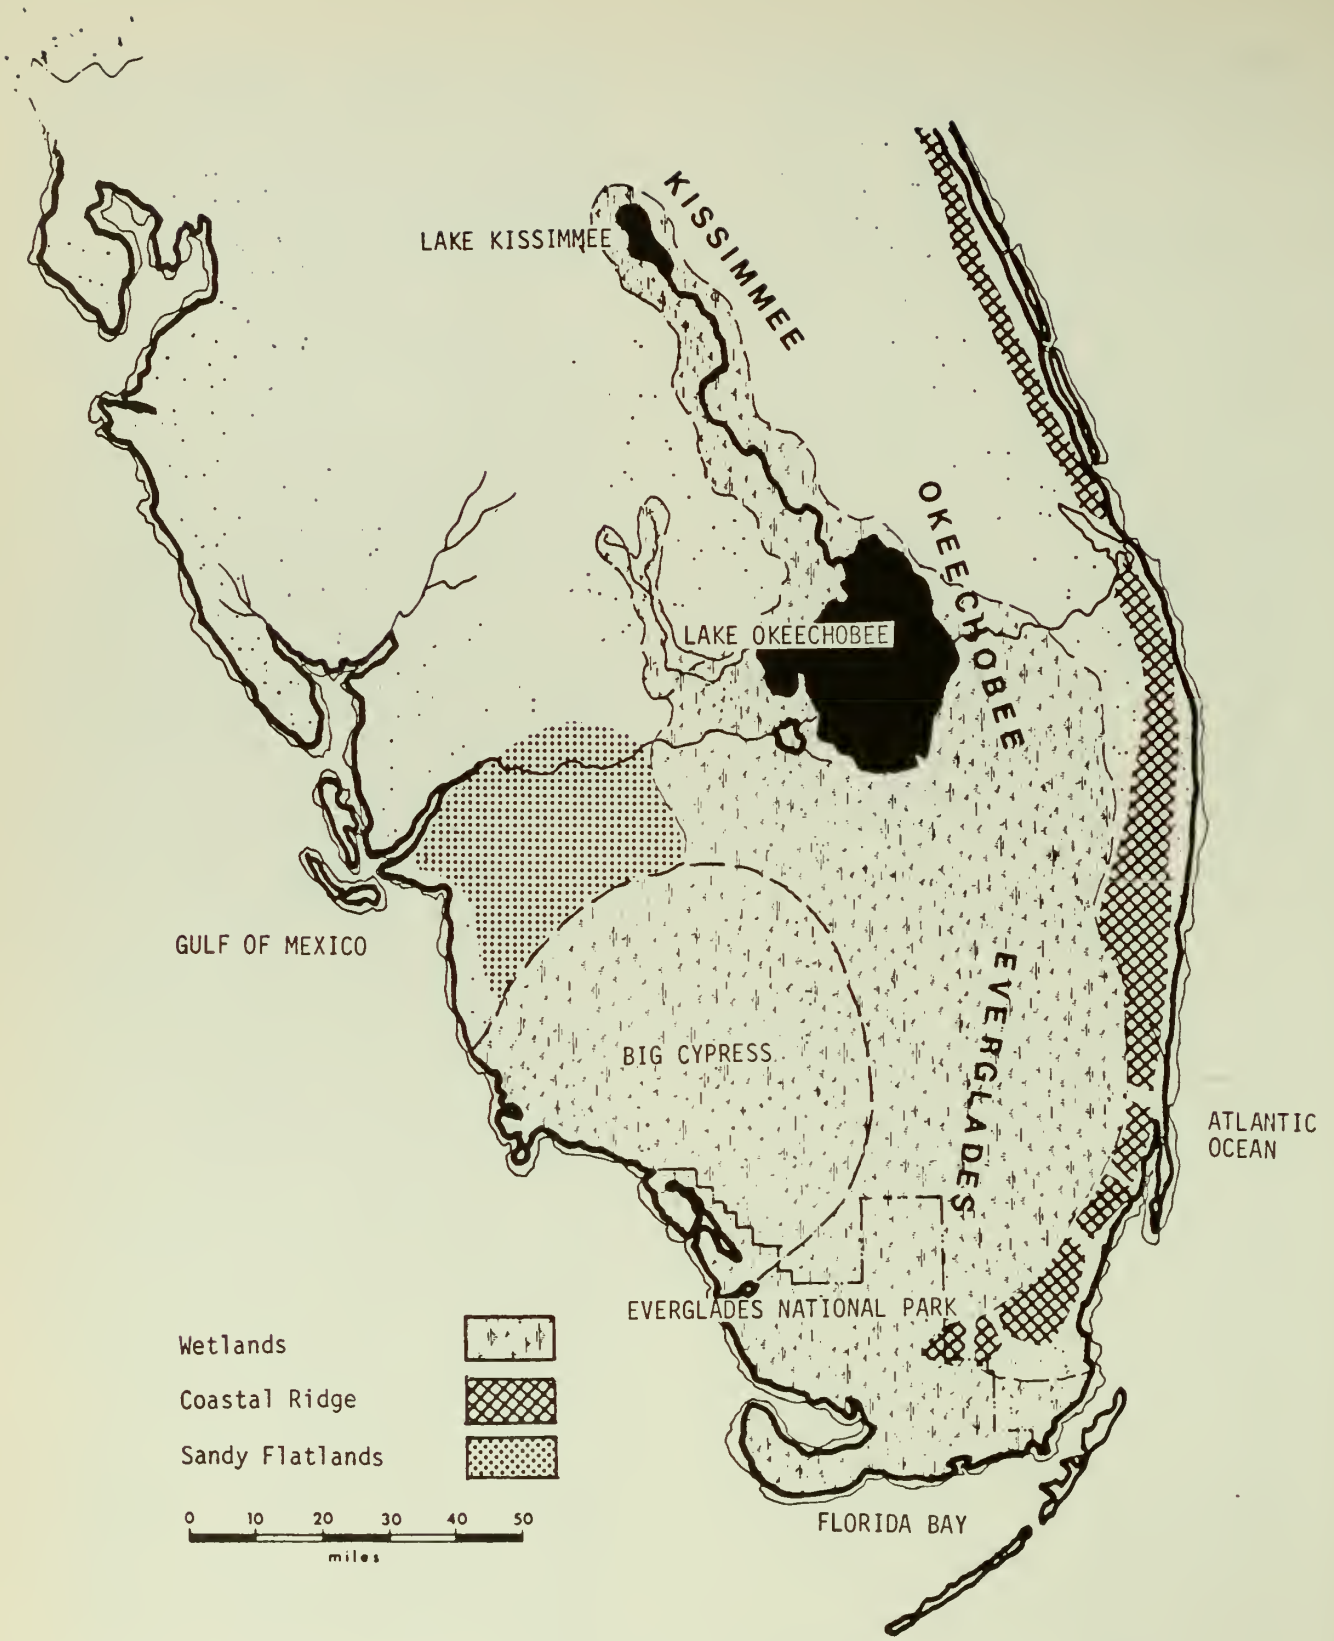 KISSIMMEE
LAKE KISSIMMEE
OKEECHOBEE
LAKE OKEECHOBEE
GULF OF MEXICO
EVERGLADES
BIG CYPRESS
ATLANTIC
OCEAN
EVERGLADES NATIONAL PARK
Wetlands
Coastal Ridge
Sandy Flatlands
0 10 20 30 40 50
miles
FLORIDA BAY